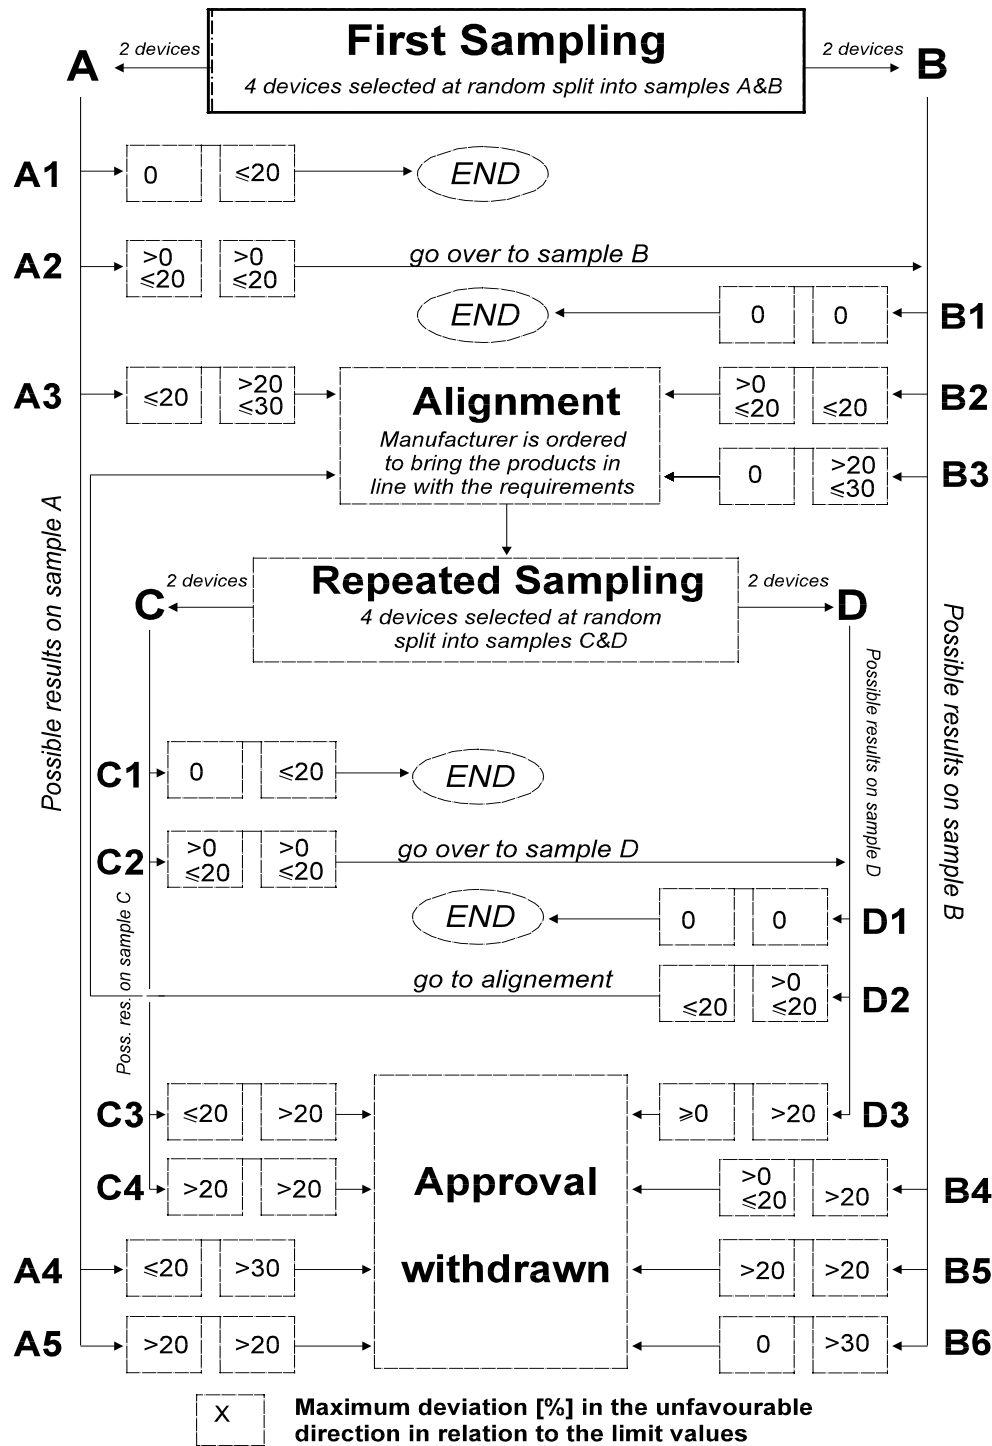 First Sampling
4 devices selected at random split into samples A&B
A
2 devices
2 devices
B
A1
0
≤20
END
A2
>0
≤20
>0
≤20
go over to sample B
END
0
0
B1
A3
≤20
>20
≤30
Alignment
Manufacturer is ordered
to bring the products in
line with the requirements
>0
≤20
≤20
B2
0
>20
≤30
B3
Possible results on sample A
Repeated Sampling
4 devices selected at random
split into samples C&D
C
2 devices
2 devices
D
Possible results on sample D
Possible results on sample B
C1
0
≤20
END
C2
>0
≤20
>0
≤20
go over to sample D
END
0
0
D1
Poss. res. on sample C
go to alignement
≤20
>0
≤20
D2
C3
≤20
>20
Approval
withdrawn
≥0
>20
D3
C4
>20
>20
>0
≤20
>20
B4
A4
≤20
>30
>20
>20
B5
A5
>20
>20
0
>30
B6
X
Maximum deviation [%] in the unfavourable
direction in relation to the limit values